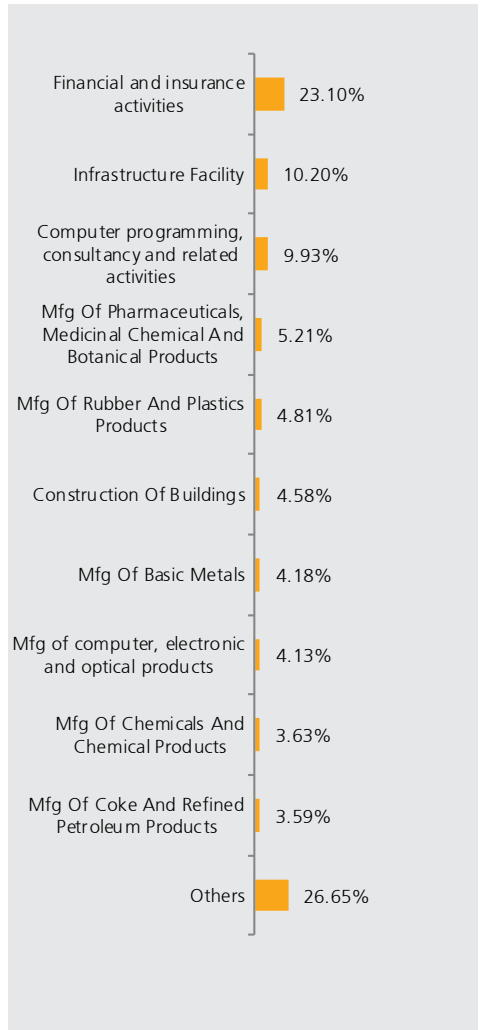 Financial and insurance
activities
23.10%
Infrastructure Facility
10.20%
Computer programming,
consultancy and related
activities
9.93%
Mfg Of Pharmaceuticals,
Medicinal Chemical And
Botanical Products
5.21%
Mfg Of Rubber And Plastics
Products
4.81%
Construction Of Buildings
4.58%
Mfg Of Basic Metals
4.18%
Mfg of computer, electronic
and optical products
4.13%
Mfg Of Chemicals And
Chemical Products
3.63%
Mfg Of Coke And Refined
Petroleum Products
3.59%
Others
26.65%